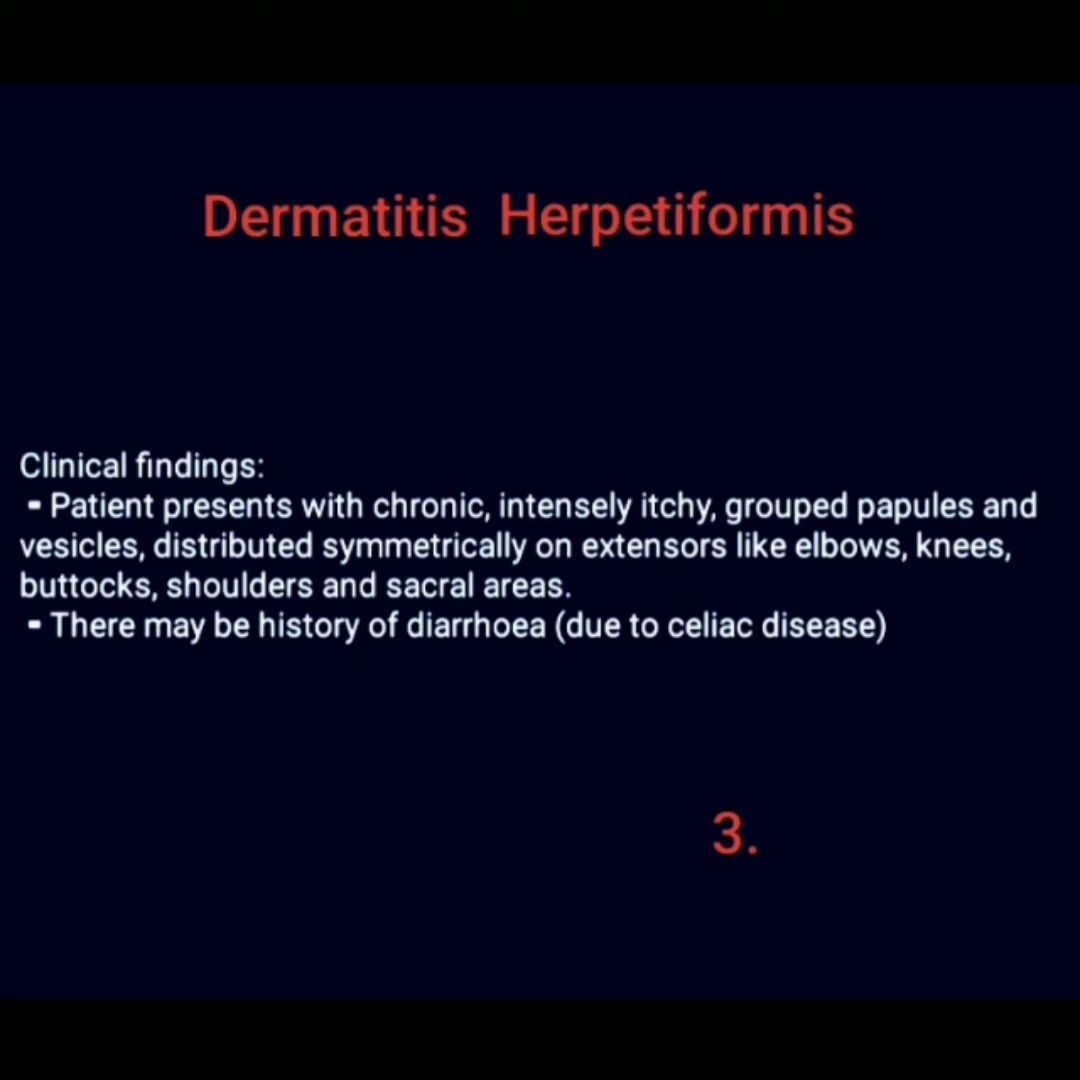 Dermatitis Herpetiformis
Clinical findings:
- Patient presents with chronic, intensely itchy, grouped papules and
vesicles, distributed symmetrically on extensors like elbows, knees,
buttocks, shoulders and sacral areas.
- There may be history of diarrhoea (due to celiac disease)
3.